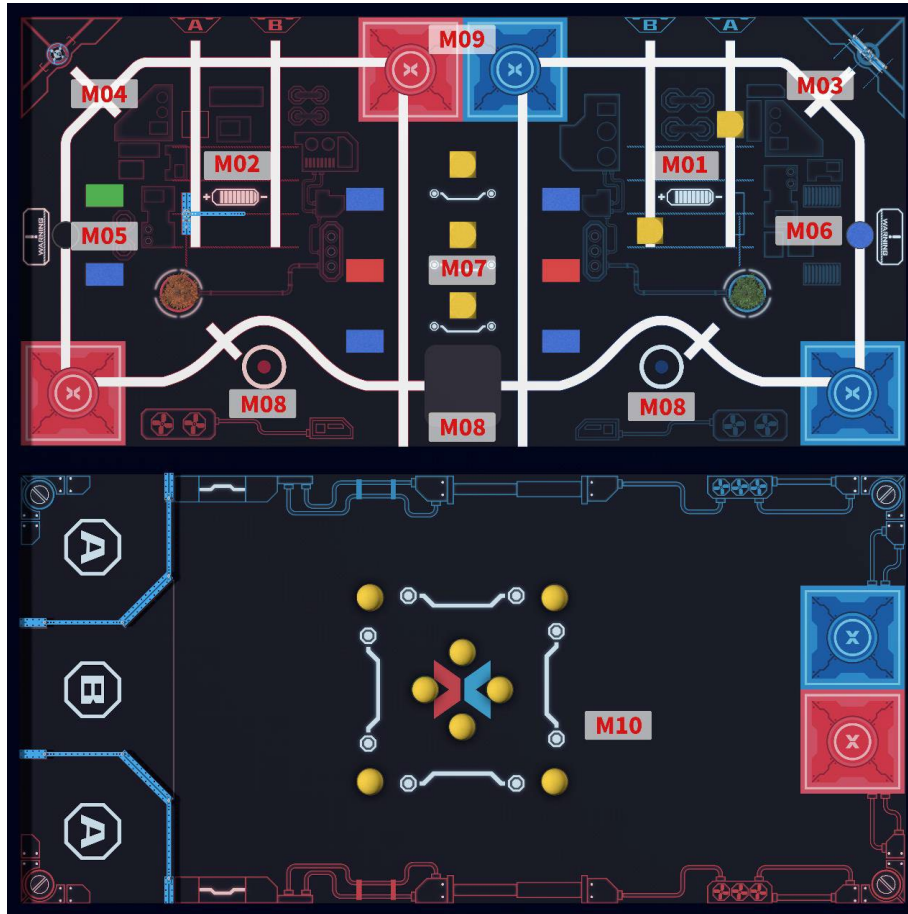 A B M09 B A
M04 M03
M02 M01
+ -
+ -
WARNING
M05 M06
WARNING
M07
M08 M08
M08
A
B
M10
A